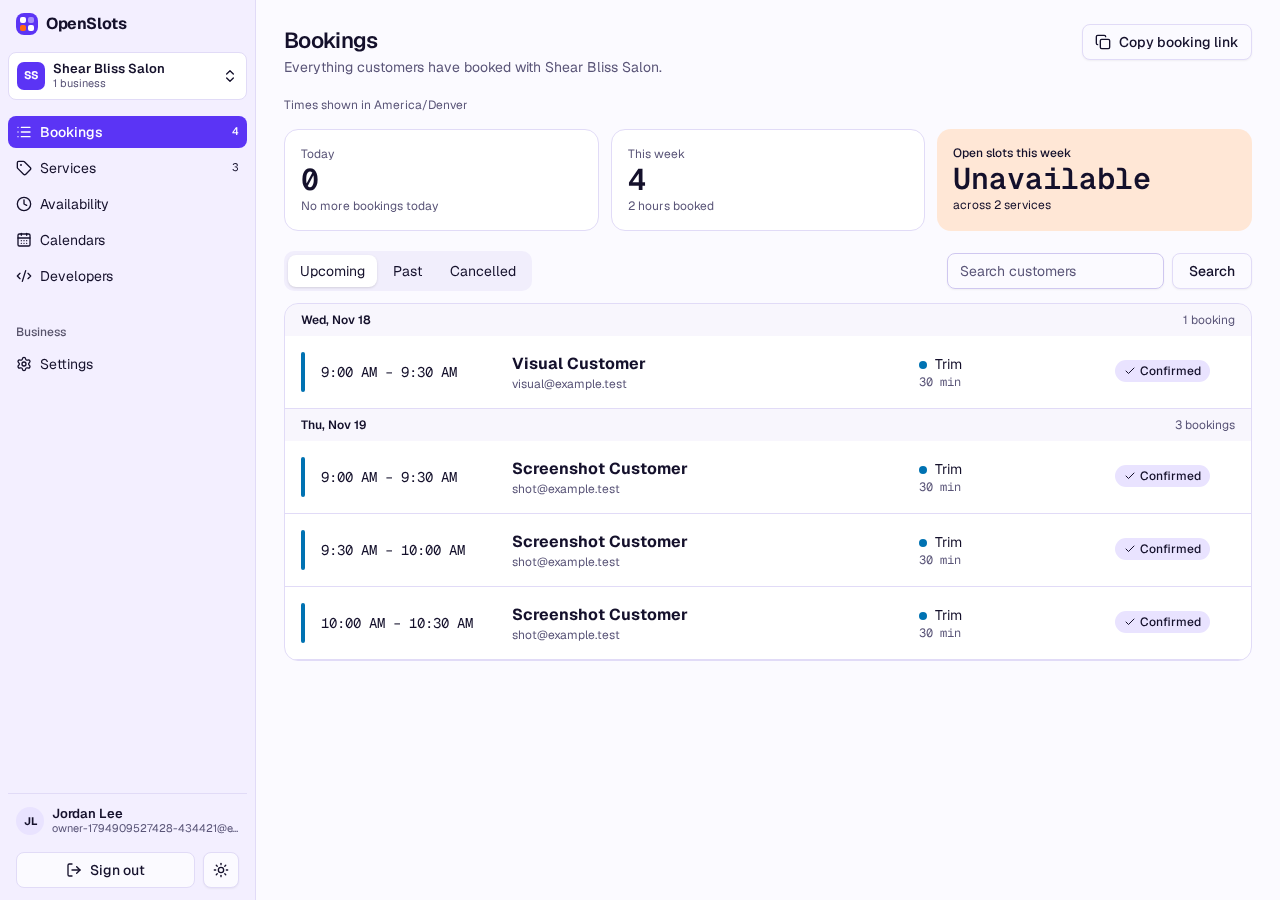 OpenSlots
SS
Shear Bliss Salon
1 business
Bookings 4
Services 3
Availability
Calendars
Developers
Business
Settings
JL
Jordan Lee
owner-1794909527428-434421@e…
Sign out
Bookings
Everything customers have booked with Shear Bliss Salon.
Copy booking link
Times shown in America/Denver
Today
0
No more bookings today
This week
4
2 hours booked
Open slots this week
Unavailable
across 2 services
Upcoming Past Cancelled
Search customers Search
Wed, Nov 18 1 booking
9:00 AM – 9:30 AM
Visual Customer
visual@example.test
Trim
30 min
Confirmed
Thu, Nov 19 3 bookings
9:00 AM – 9:30 AM
Screenshot Customer
shot@example.test
Trim
30 min
Confirmed
9:30 AM – 10:00 AM
Screenshot Customer
shot@example.test
Trim
30 min
Confirmed
10:00 AM – 10:30 AM
Screenshot Customer
shot@example.test
Trim
30 min
Confirmed